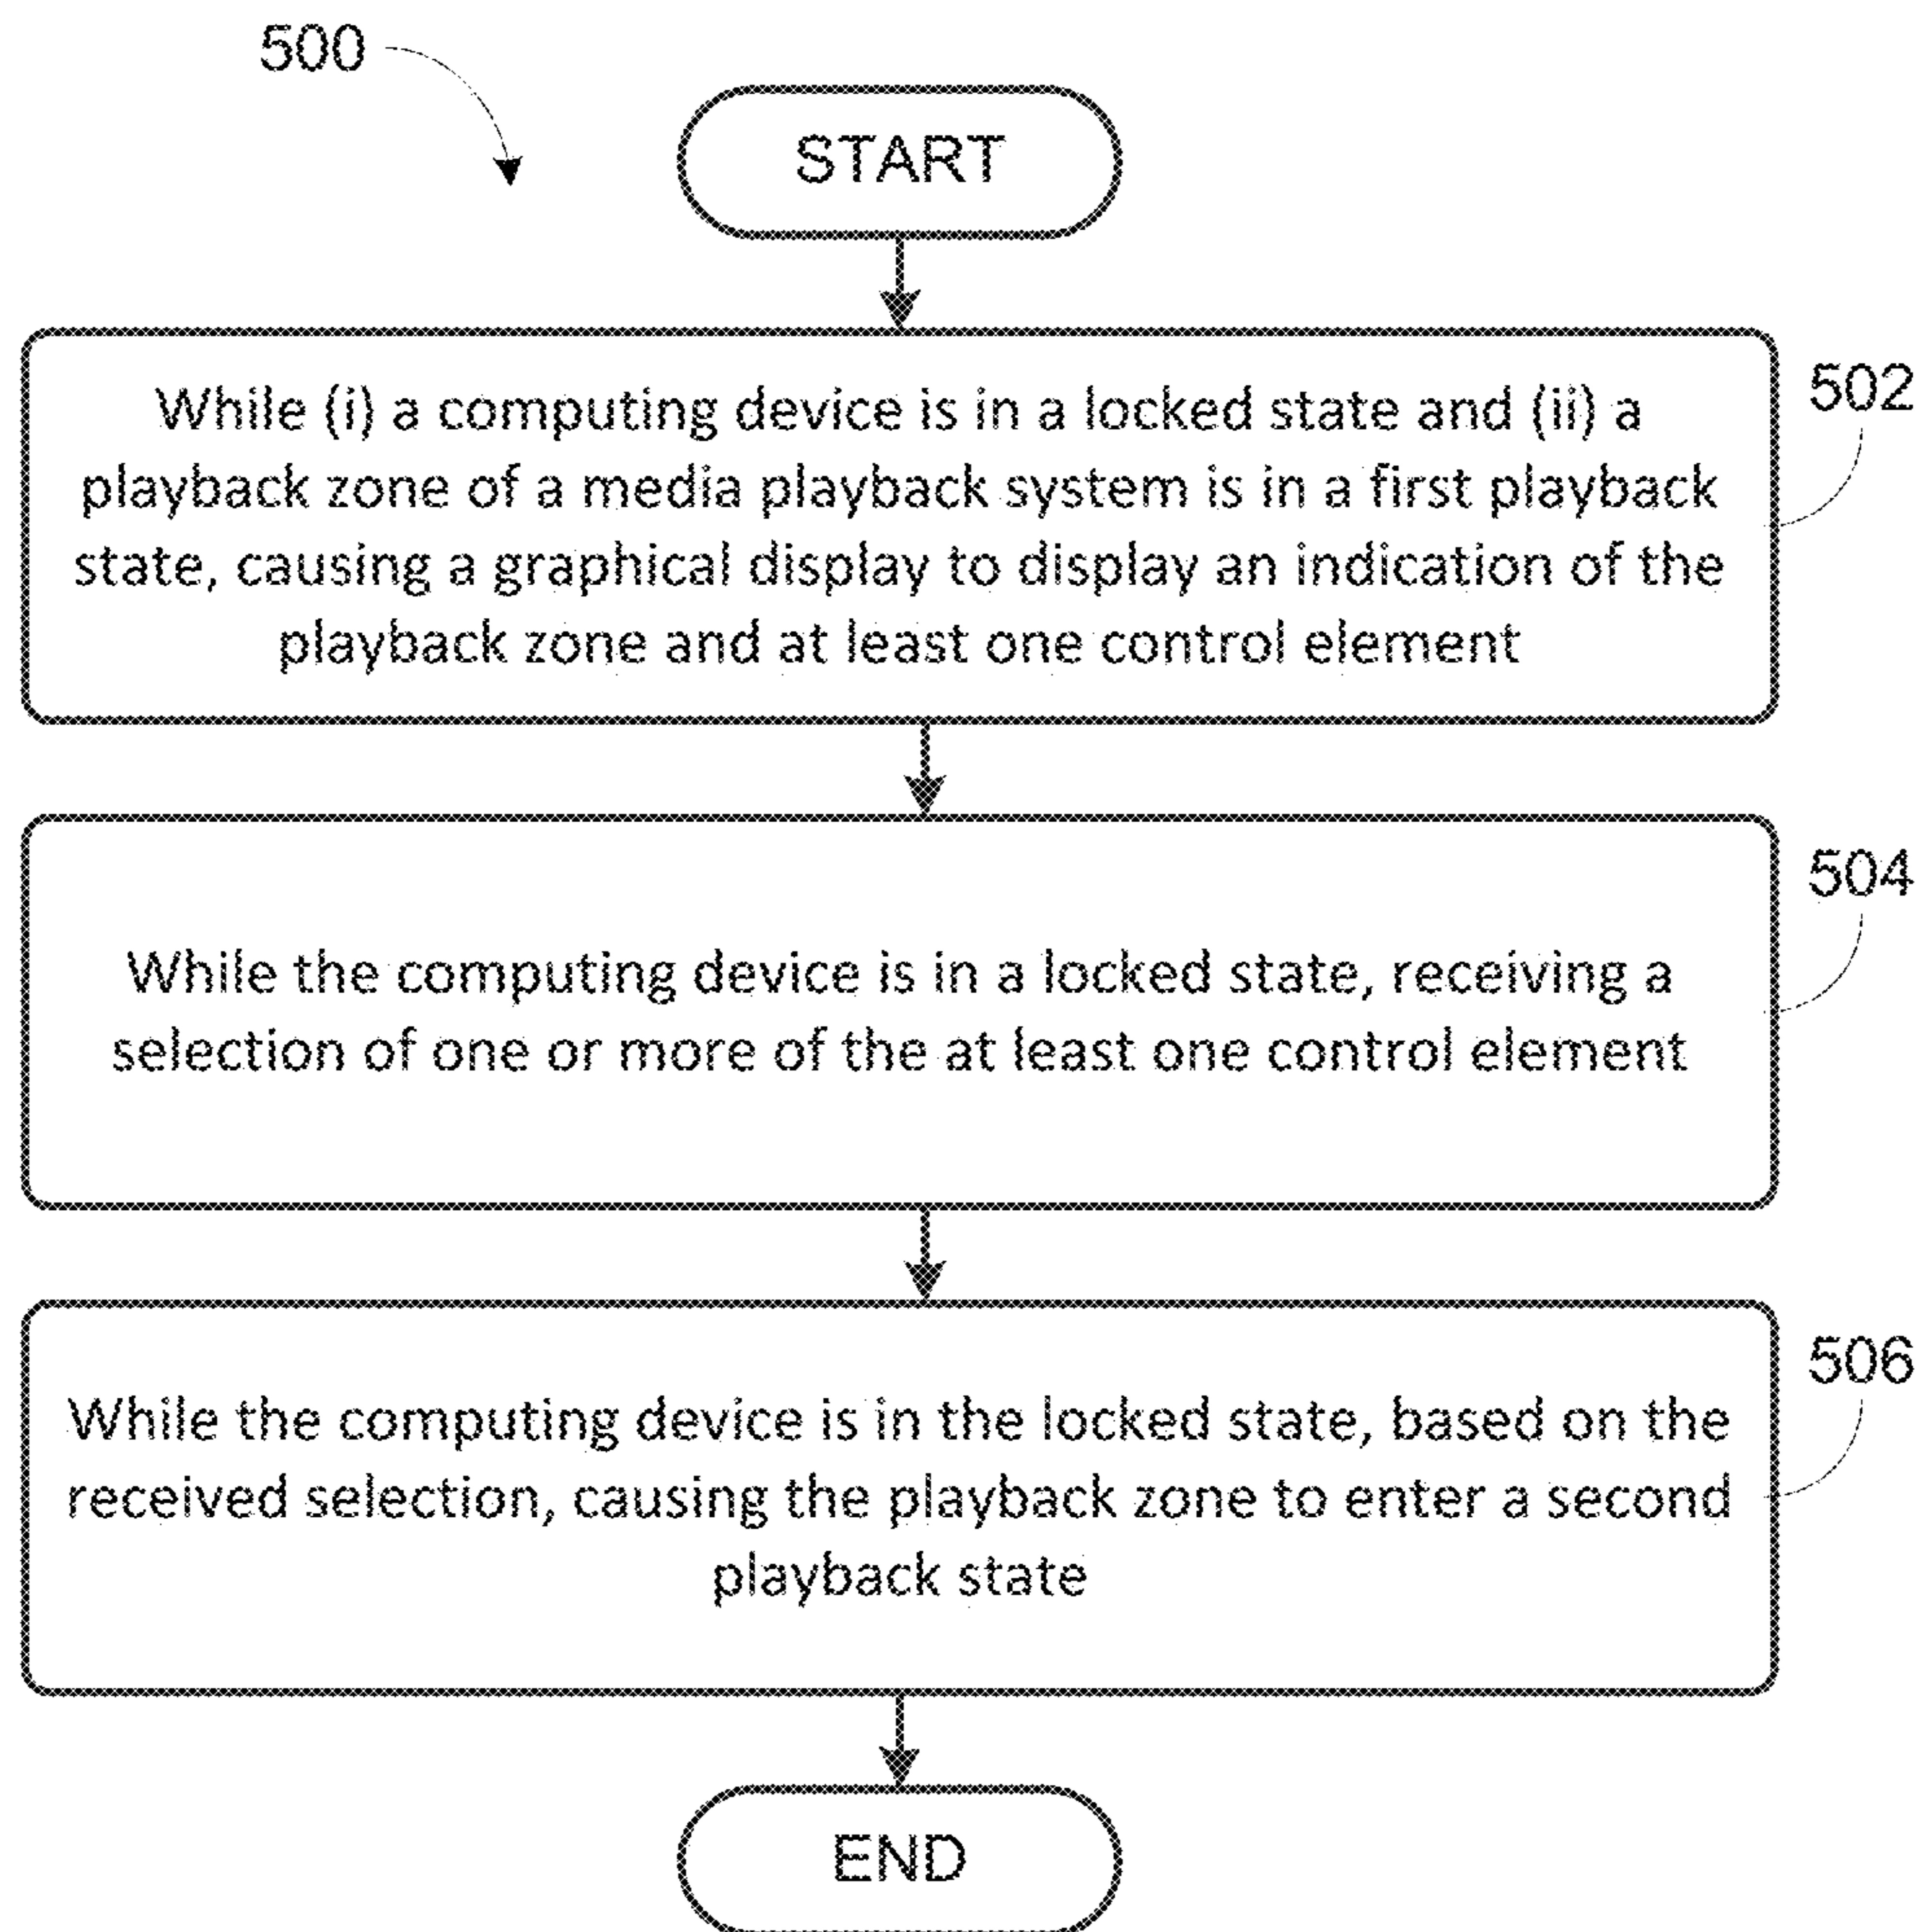 500
START
While (i) a computing device is in a locked state and (ii) a
playback zone of a media playback system is in a first playback
state, causing a graphical display to display an indication of the
playback zone and at least one control element
502
While the computing device is in a locked state, receiving a
selection of one or more of the at least one control element
504
While the computing device is in the locked state, based on the
received selection, causing the playback zone to enter a second
playback state
506
END